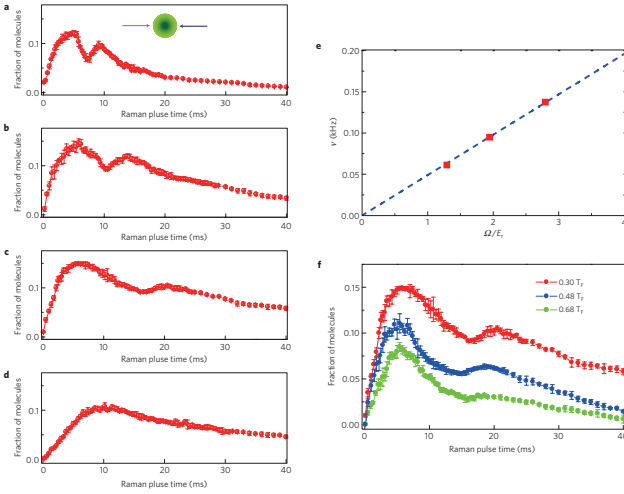 a
Fraction of molecules
0.1
0.0
0 10 20 30 40
Raman pluse time (ms)
b
Fraction of molecules
0.1
0.0
0 10 20 30 40
Raman pluse time (ms)
c
Fraction of molecules
0.1
0.0
0 10 20 30 40
Raman pluse time (ms)
d
Fraction of molecules
0.1
0.0
0 10 20 30 40
Raman pluse time (ms)
e
ν (kHz)
0.20
0.15
0.10
0.05
0.00
0 1 2 3 4
Ω/Er
f
Fraction of molecules
0.15
0.10
0.05
0.00
0.30 TF
0.48 TF
0.68 TF
0 10 20 30 40
Raman pulse time (ms)